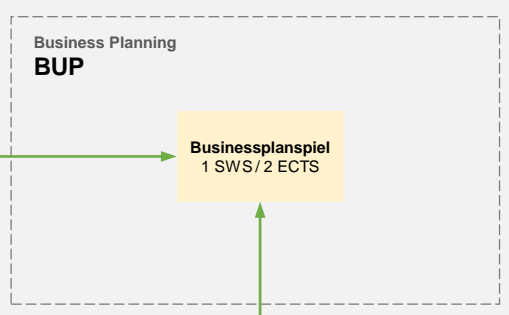 Business Planning
BUP
Businessplanspiel
1 SWS / 2 ECTS